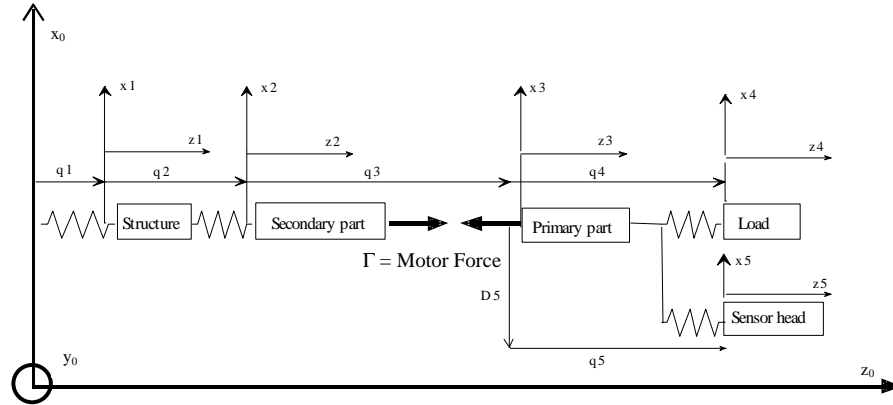 x0
x1
x2
x3
x4
z1
z2
z3
z4
q1
q2
q3
q4
Structure
Secondary part
Primary part
Load
Γ = Motor Force
x5
D5
z5
Sensor head
y0
q5
z0